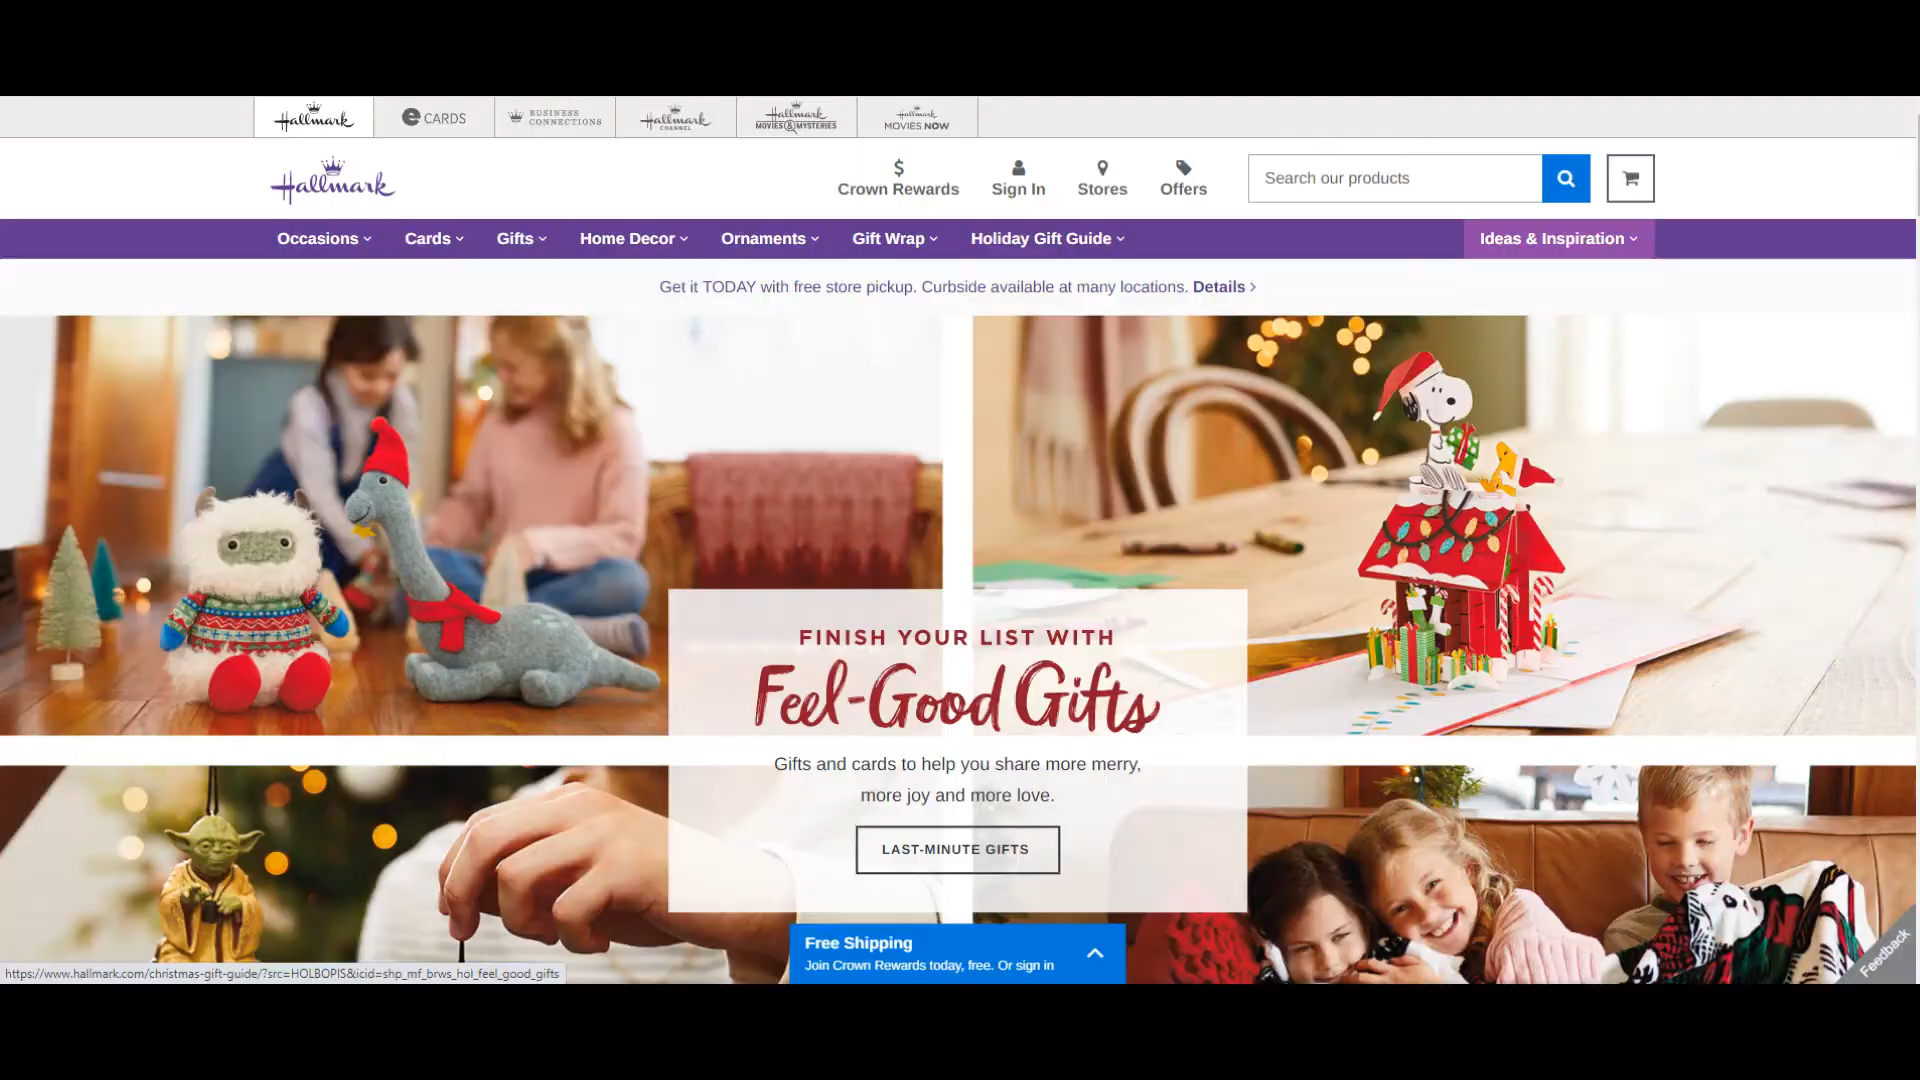 Hallmark
eCARDS
BUSINESS
CONNECTIONS
Hallmark
CHANNEL
Hallmark
MOVIES & MYSTERIES
Hallmark
MOVIES NOW
Hallmark
$
Crown Rewards
Sign In
Stores
Offers
Search our products
Occasions
Cards
Gifts
Home Decor
Ornaments
Gift Wrap
Holiday Gift Guide
Ideas & Inspiration
Get it TODAY with free store pickup. Curbside available at many locations. Details >
FINISH YOUR LIST WITH
Feel-Good Gifts
Gifts and cards to help you share more merry,
more joy and more love.
LAST-MINUTE GIFTS
Free Shipping
Join Crown Rewards today, free. Or sign in
Feedback
https://www.hallmark.com/christmas-gift-guide/?src=HOLBOPIS&icid=shp_mf_brws_hol_feel_good_gifts